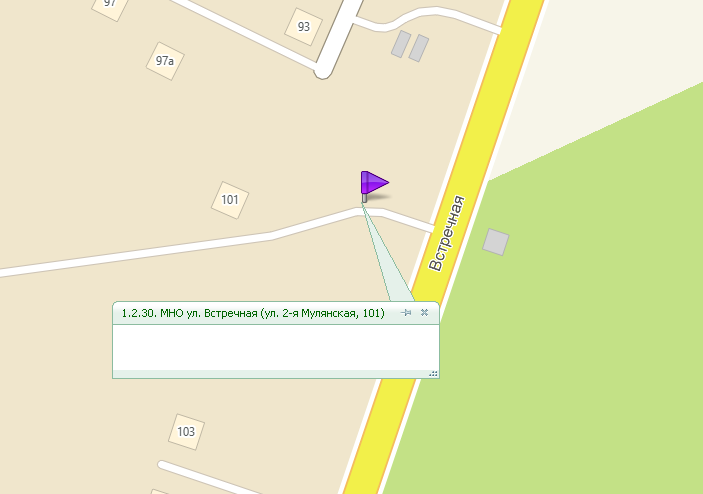 97
93
97а
101
Встречная
1.2.30. МНО ул. Встречная (ул. 2-я Мулянская, 101)
103